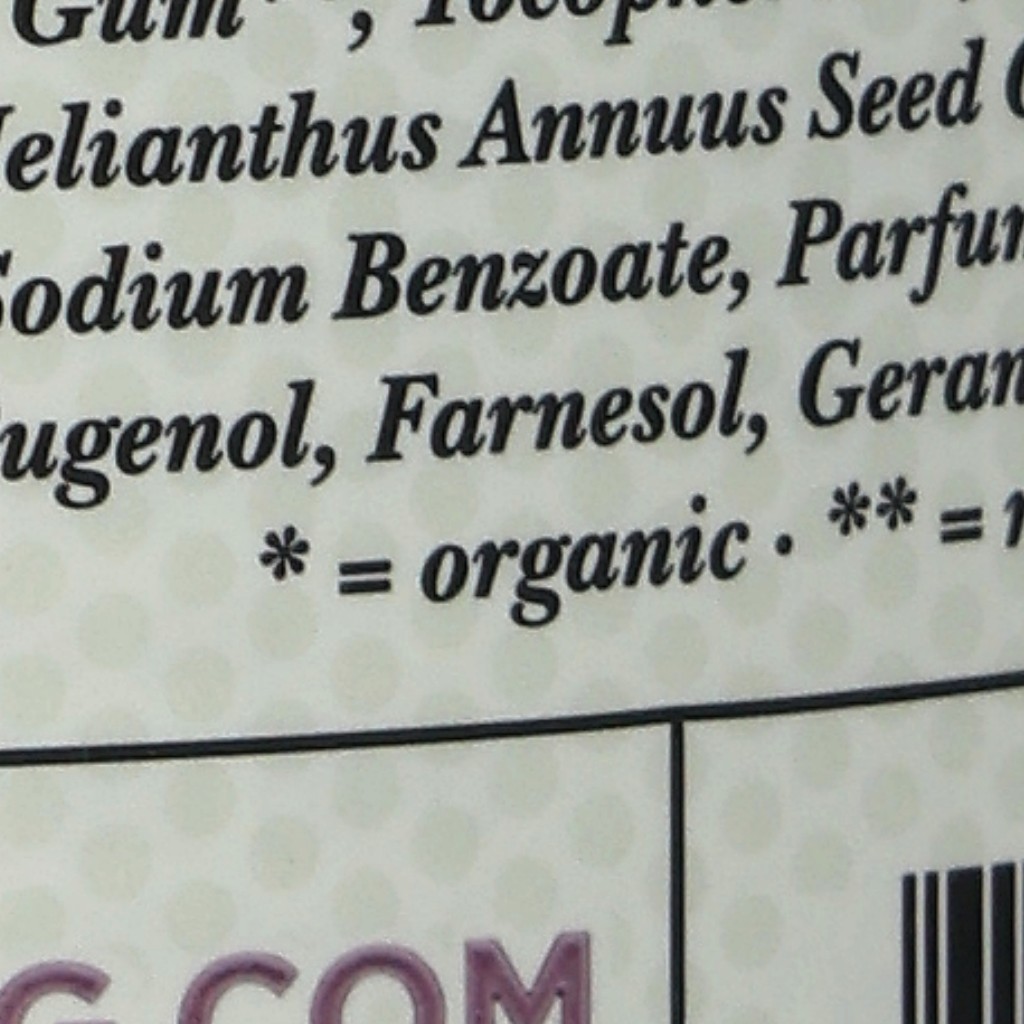 Gum**,
Helianthus Annuus Seed
Sodium Benzoate, Parfum
Eugenol, Farnesol,
* = organic · ** =
.COM